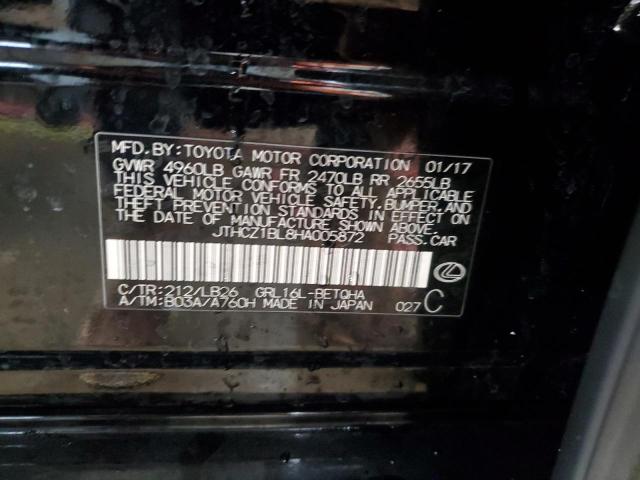 MFD. BY: TOYOTA MOTOR CORPORATION 01/17
GVWR 4960LB GAWR FR 2470LB RR 2655LB
THIS VEHICLE CONFORMS TO ALL APPLICABLE
FEDERAL MOTOR VEHICLE SAFETY, BUMPER, AND
THEFT PREVENTION STANDARDS IN EFFECT ON
THE DATE OF MANUFACTURE SHOWN ABOVE.
JTHCZ1BL8HA005872 PASS. CAR
C/TR: 212/LB26 GRL16L-BETQHA
A/TM: B03A/A760H MADE IN JAPAN 027 C